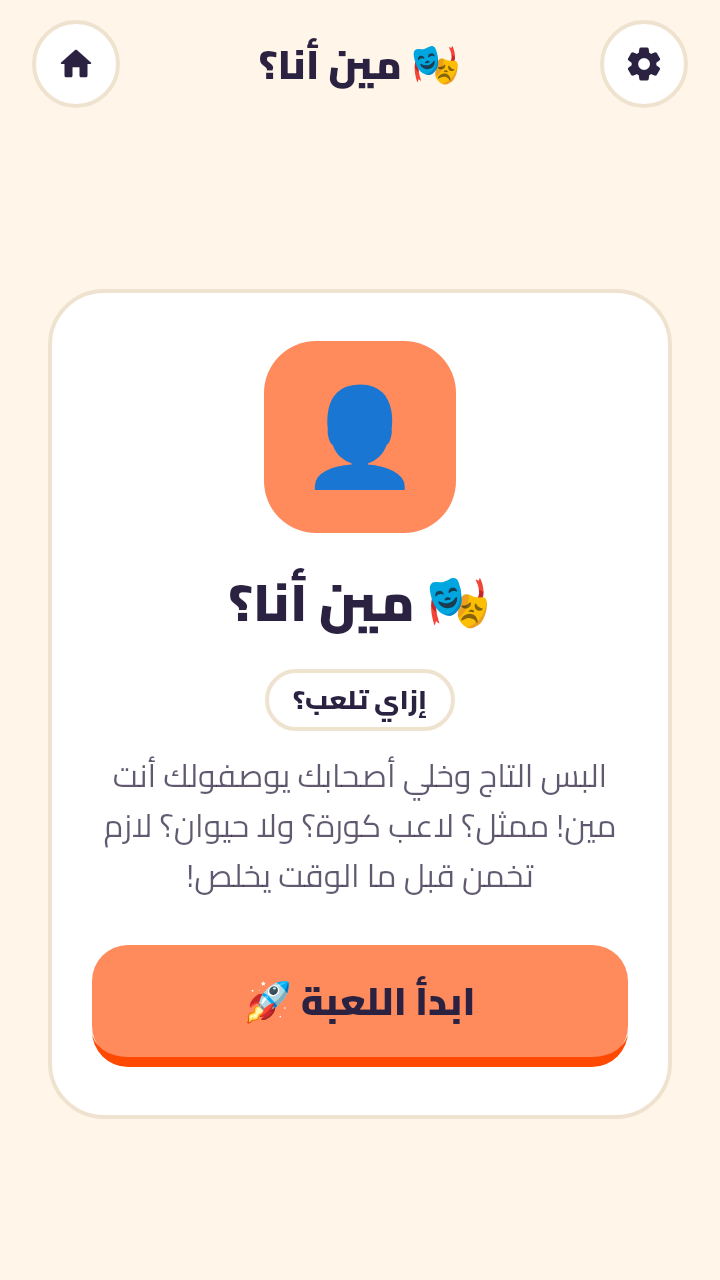 🎭 مين أنا؟
🎭 مين أنا؟
إزاي تلعب؟
البس التاج وخلي أصحابك يوصفولك أنت
مين! ممثل؟ لاعب كورة؟ ولا حيوان؟ لازم
تخمن قبل ما الوقت يخلص!
ابدأ اللعبة 🚀